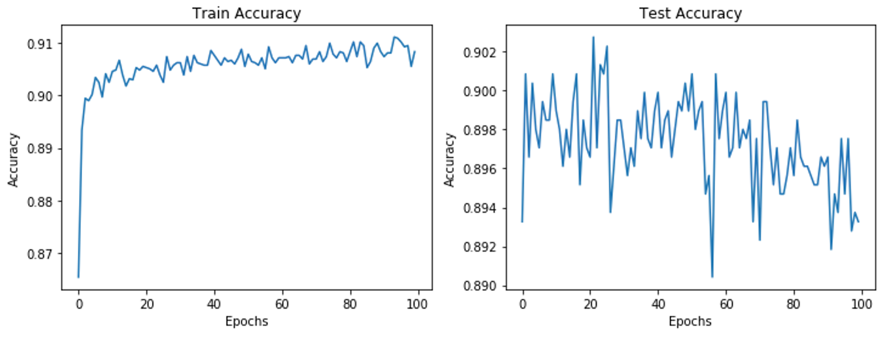 Train Accuracy
0.91
0.90
0.89
0.88
0.87
Accuracy
0 20 40 60 80 100
Epochs
Test Accuracy
0.902
0.900
0.898
0.896
0.894
0.892
0.890
Accuracy
0 20 40 60 80 100
Epochs